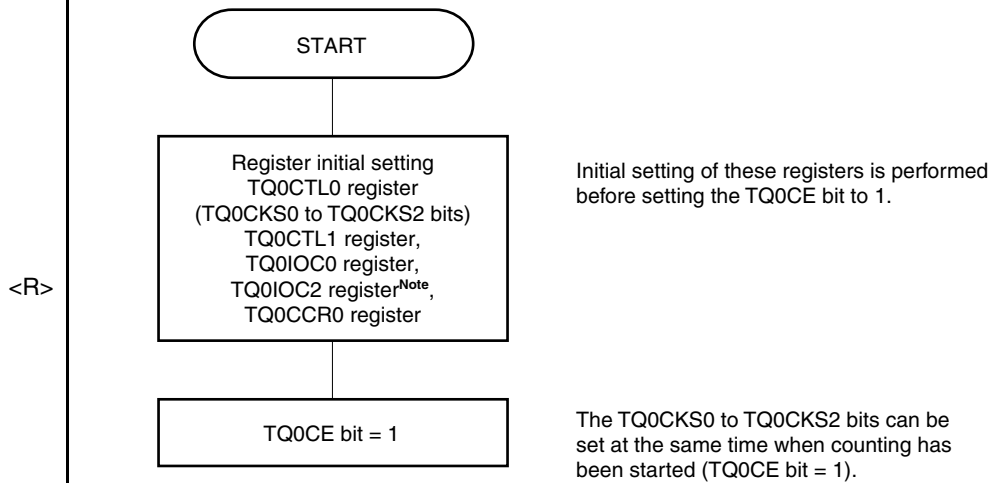 START
Register initial setting
TQ0CTL0 register
(TQ0CKS0 to TQ0CKS2 bits)
TQ0CTL1 register,
TQ0IOC0 register,
TQ0IOC2 registerNote,
TQ0CCR0 register
Initial setting of these registers is performed
before setting the TQ0CE bit to 1.
<R>
TQ0CE bit = 1
The TQ0CKS0 to TQ0CKS2 bits can be
set at the same time when counting has
been started (TQ0CE bit = 1).